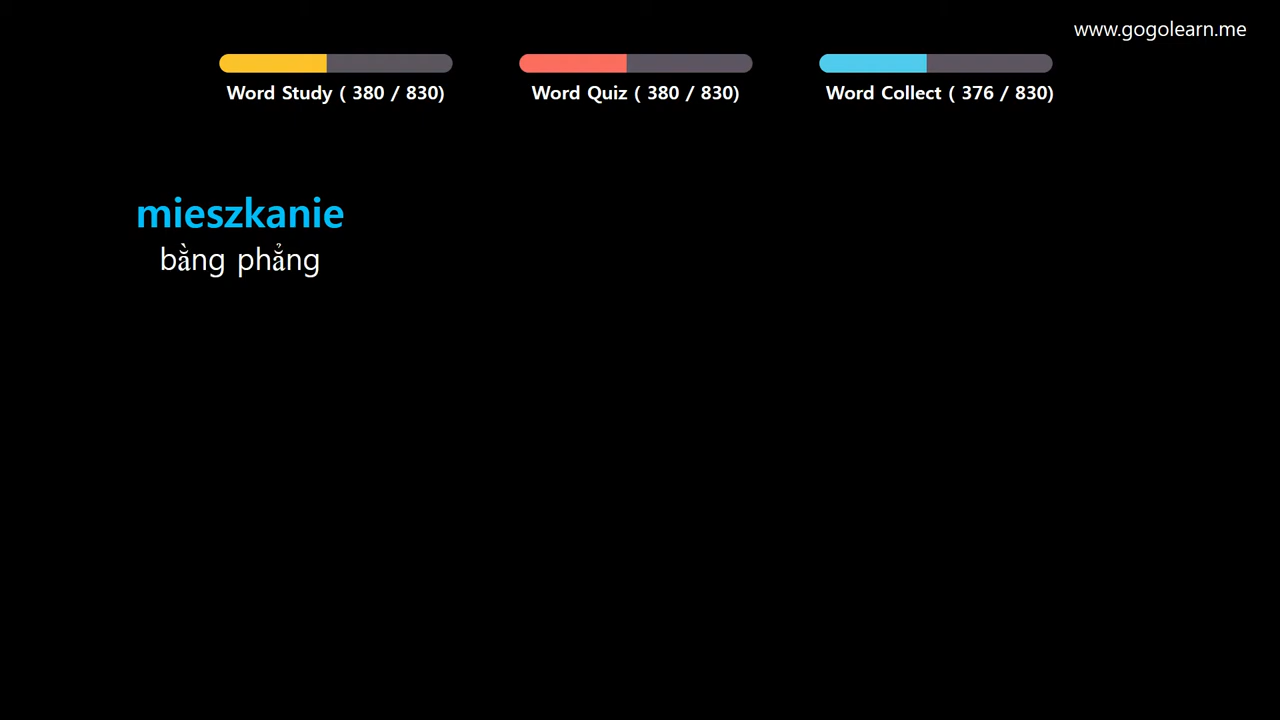 www.gogolearn.me
Word Study ( 380 / 830)
Word Quiz ( 380 / 830)
Word Collect ( 376 / 830)
mieszkanie
bằng phẳng